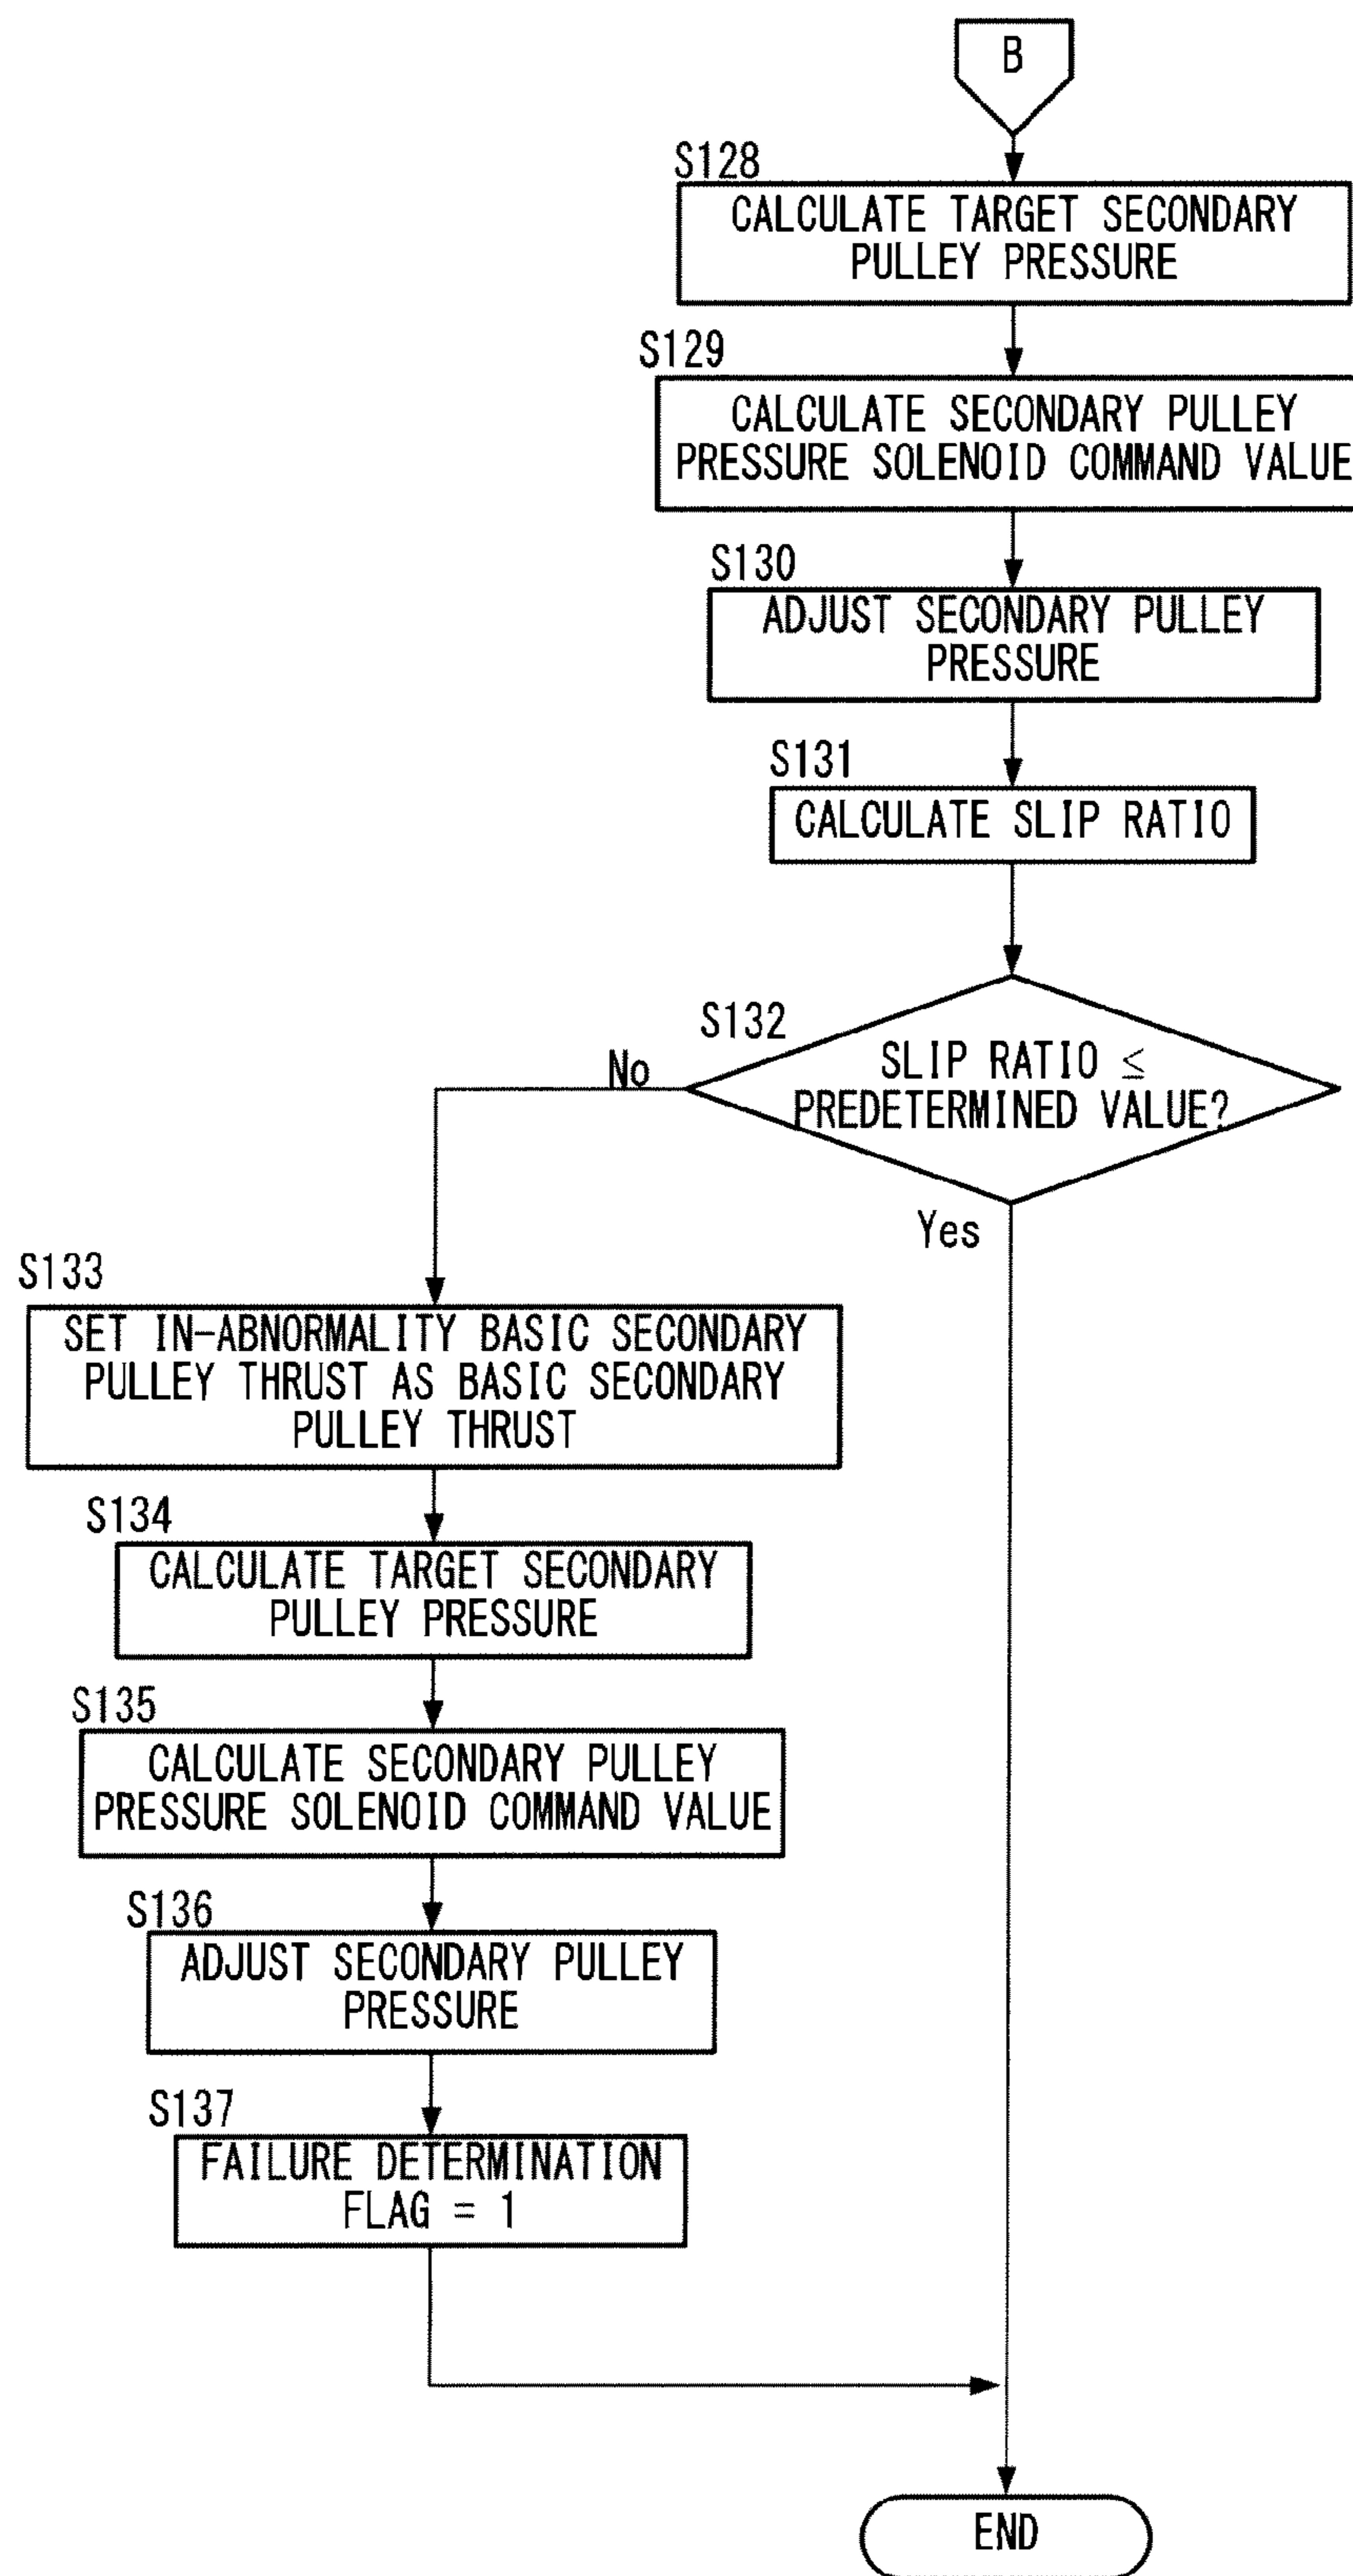 B
S128
CALCULATE TARGET SECONDARY
PULLEY PRESSURE
S129
CALCULATE SECONDARY PULLEY
PRESSURE SOLENOID COMMAND VALUE
S130
ADJUST SECONDARY PULLEY
PRESSURE
S131
CALCULATE SLIP RATIO
S132
SLIP RATIO ≤
PREDETERMINED VALUE?
No
Yes
S133
SET IN-ABNORMALITY BASIC SECONDARY
PULLEY THRUST AS BASIC SECONDARY
PULLEY THRUST
S134
CALCULATE TARGET SECONDARY
PULLEY PRESSURE
S135
CALCULATE SECONDARY PULLEY
PRESSURE SOLENOID COMMAND VALUE
S136
ADJUST SECONDARY PULLEY
PRESSURE
S137
FAILURE DETERMINATION
FLAG = 1
END